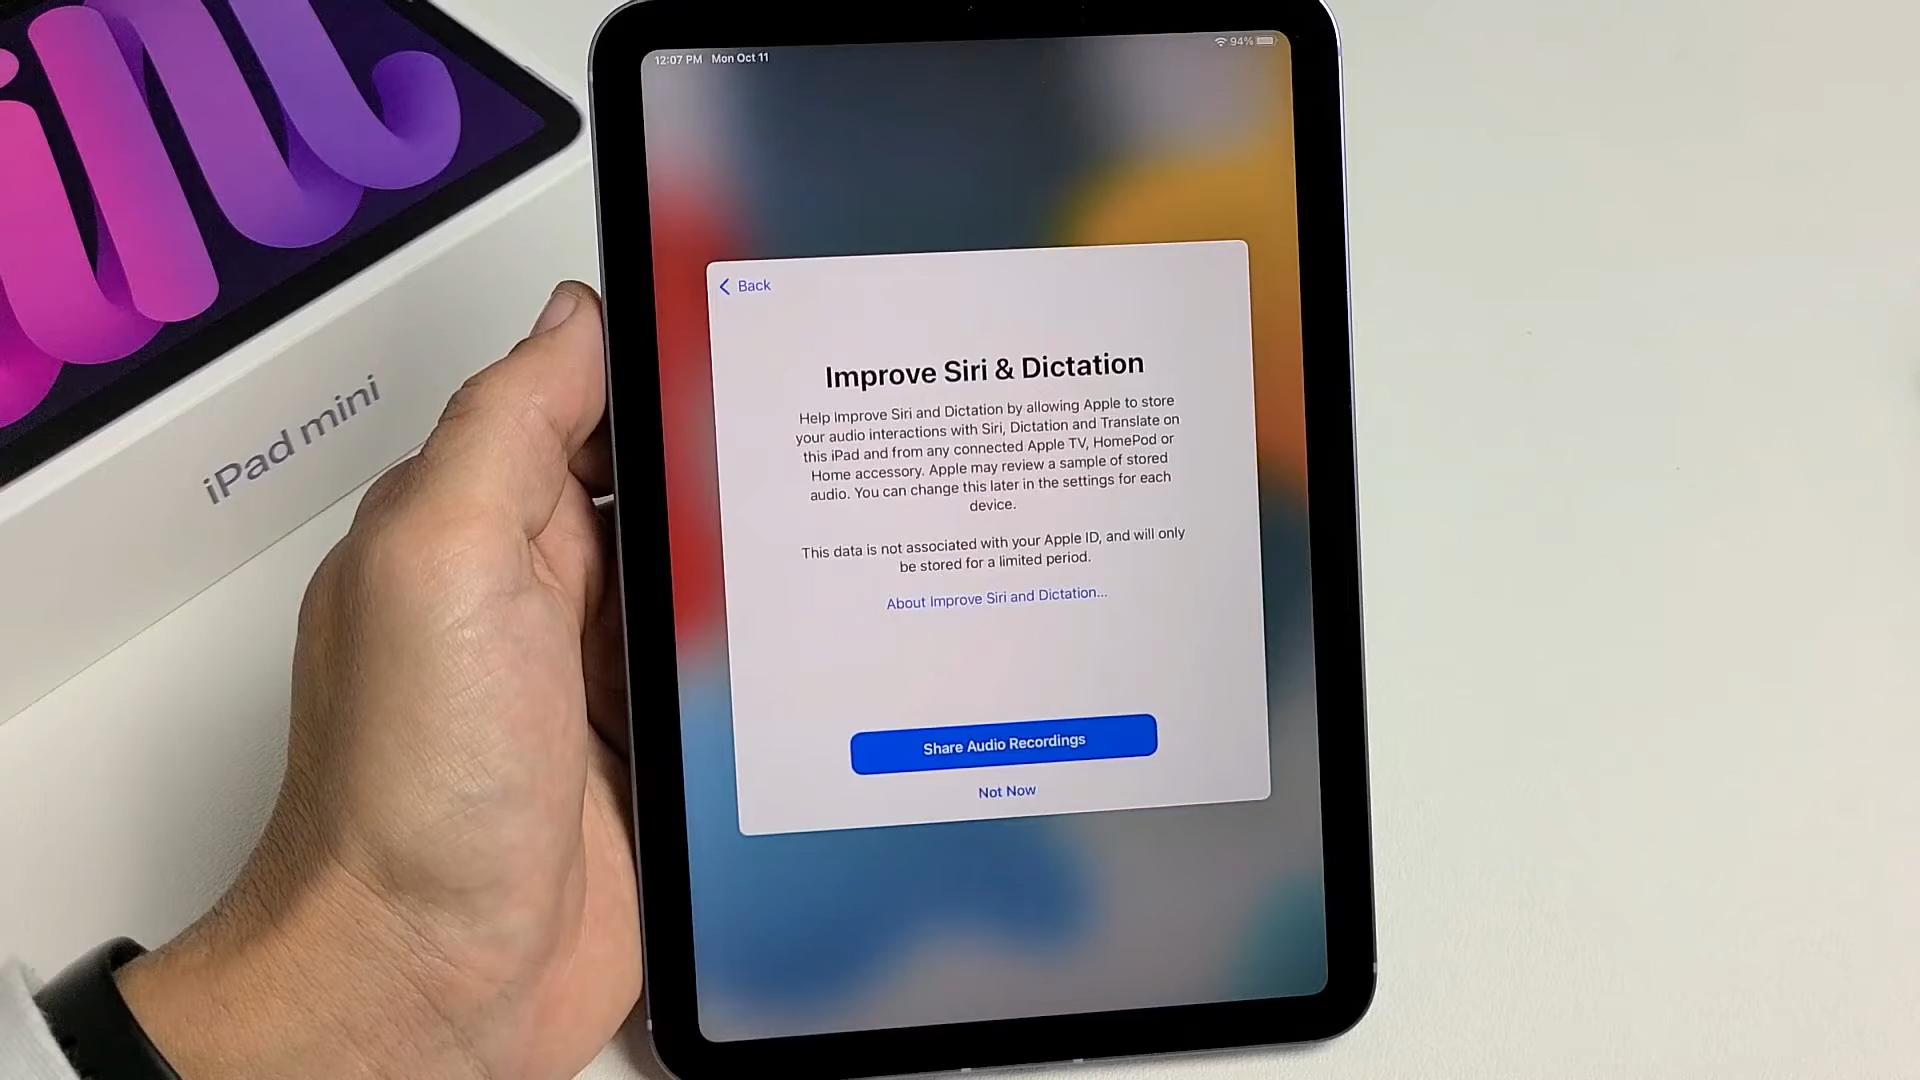 12:07 PM Mon Oct 11
94%
Back
Improve Siri & Dictation
Help Improve Siri and Dictation by allowing Apple to store
your audio interactions with Siri, Dictation and Translate on
this iPad and from any connected Apple TV, HomePod or
Home accessory. Apple may review a sample of stored
audio. You can change this later in the settings for each
device.
This data is not associated with your Apple ID, and will only
be stored for a limited period.
About Improve Siri and Dictation...
Share Audio Recordings
Not Now
iPad mini